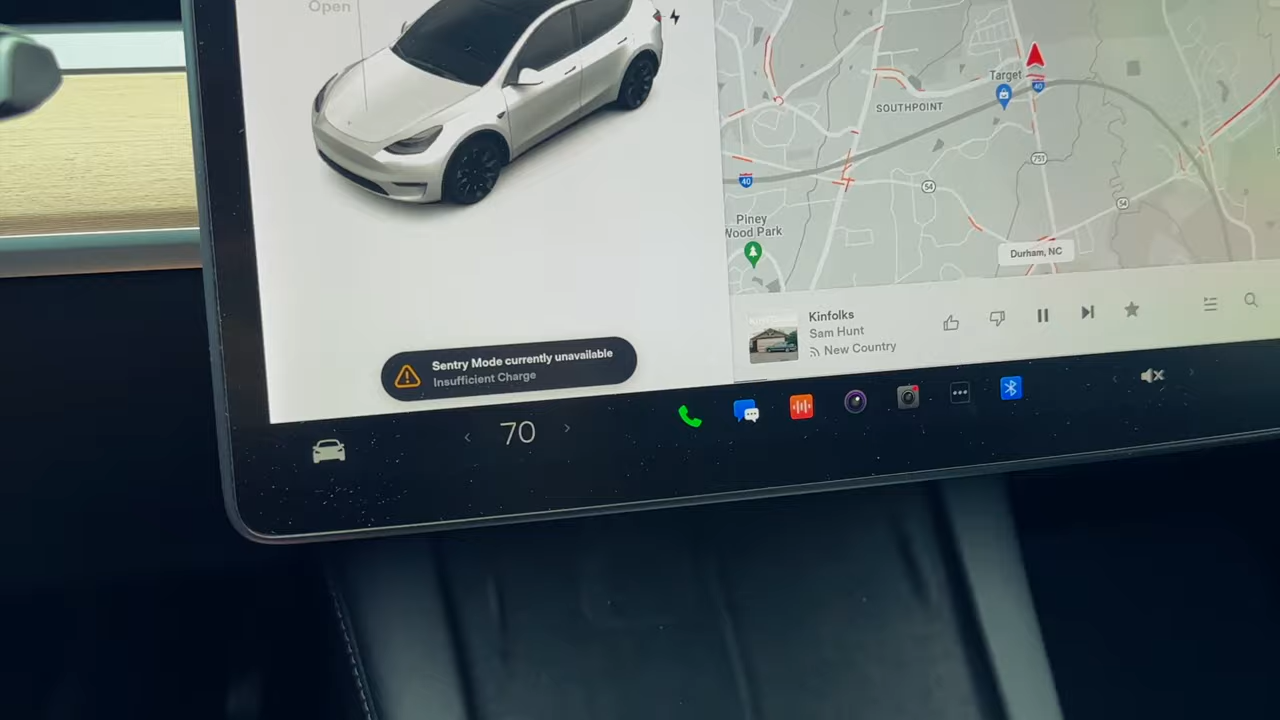 Open
Target
40
SOUTHPOINT
751
40
54
54
Piney
Wood Park
Durham, NC
Kinfolks
Sam Hunt
New Country
Sentry Mode currently unavailable
Insufficient Charge
70